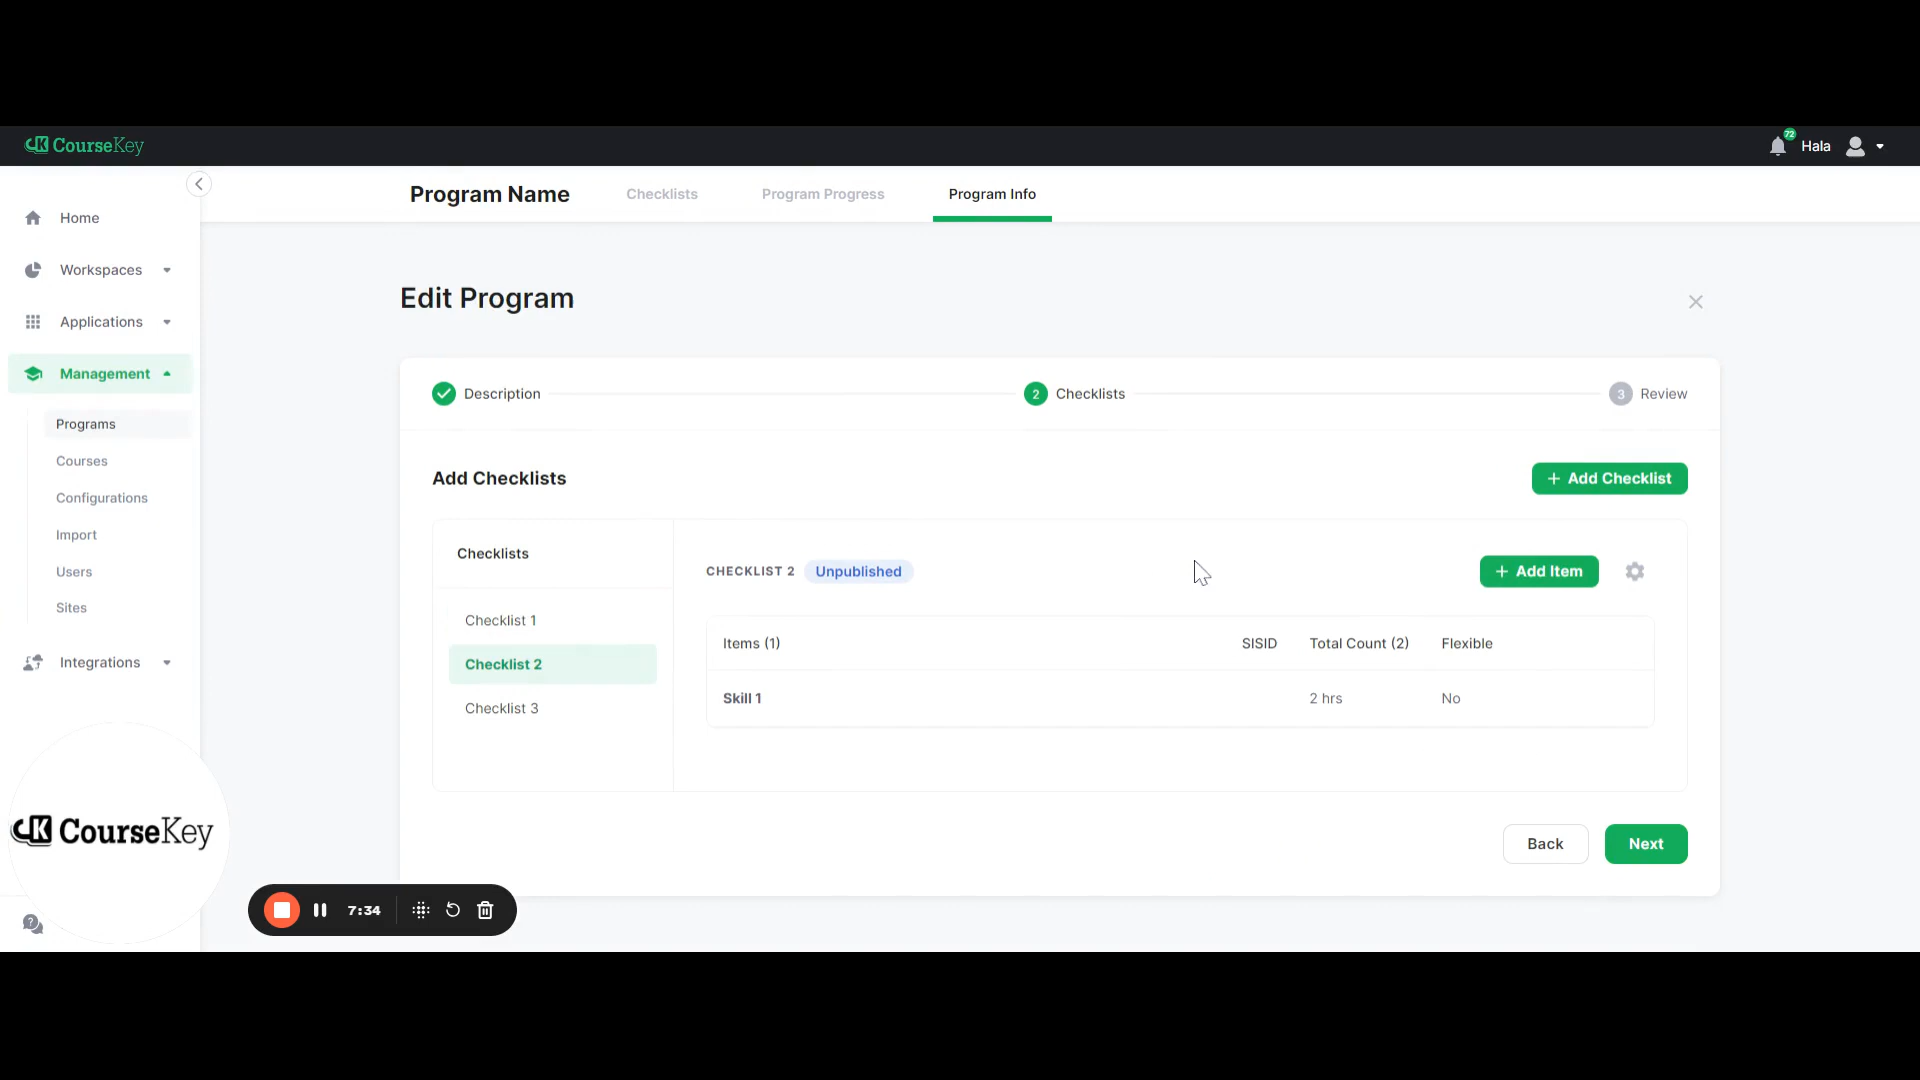 CourseKey
72
Hala
Program Name
Checklists
Program Progress
Program Info
Home
Workspaces
Applications
Management
Programs
Courses
Configurations
Import
Users
Sites
Integrations
Edit Program
Description
2 Checklists
3 Review
Add Checklists
+ Add Checklist
Checklists
Checklist 1
Checklist 2
Checklist 3
CHECKLIST 2 Unpublished
+ Add Item
Items (1) SISID Total Count (2) Flexible
Skill 1 2 hrs No
Back
Next
CK CourseKey
7:34
?